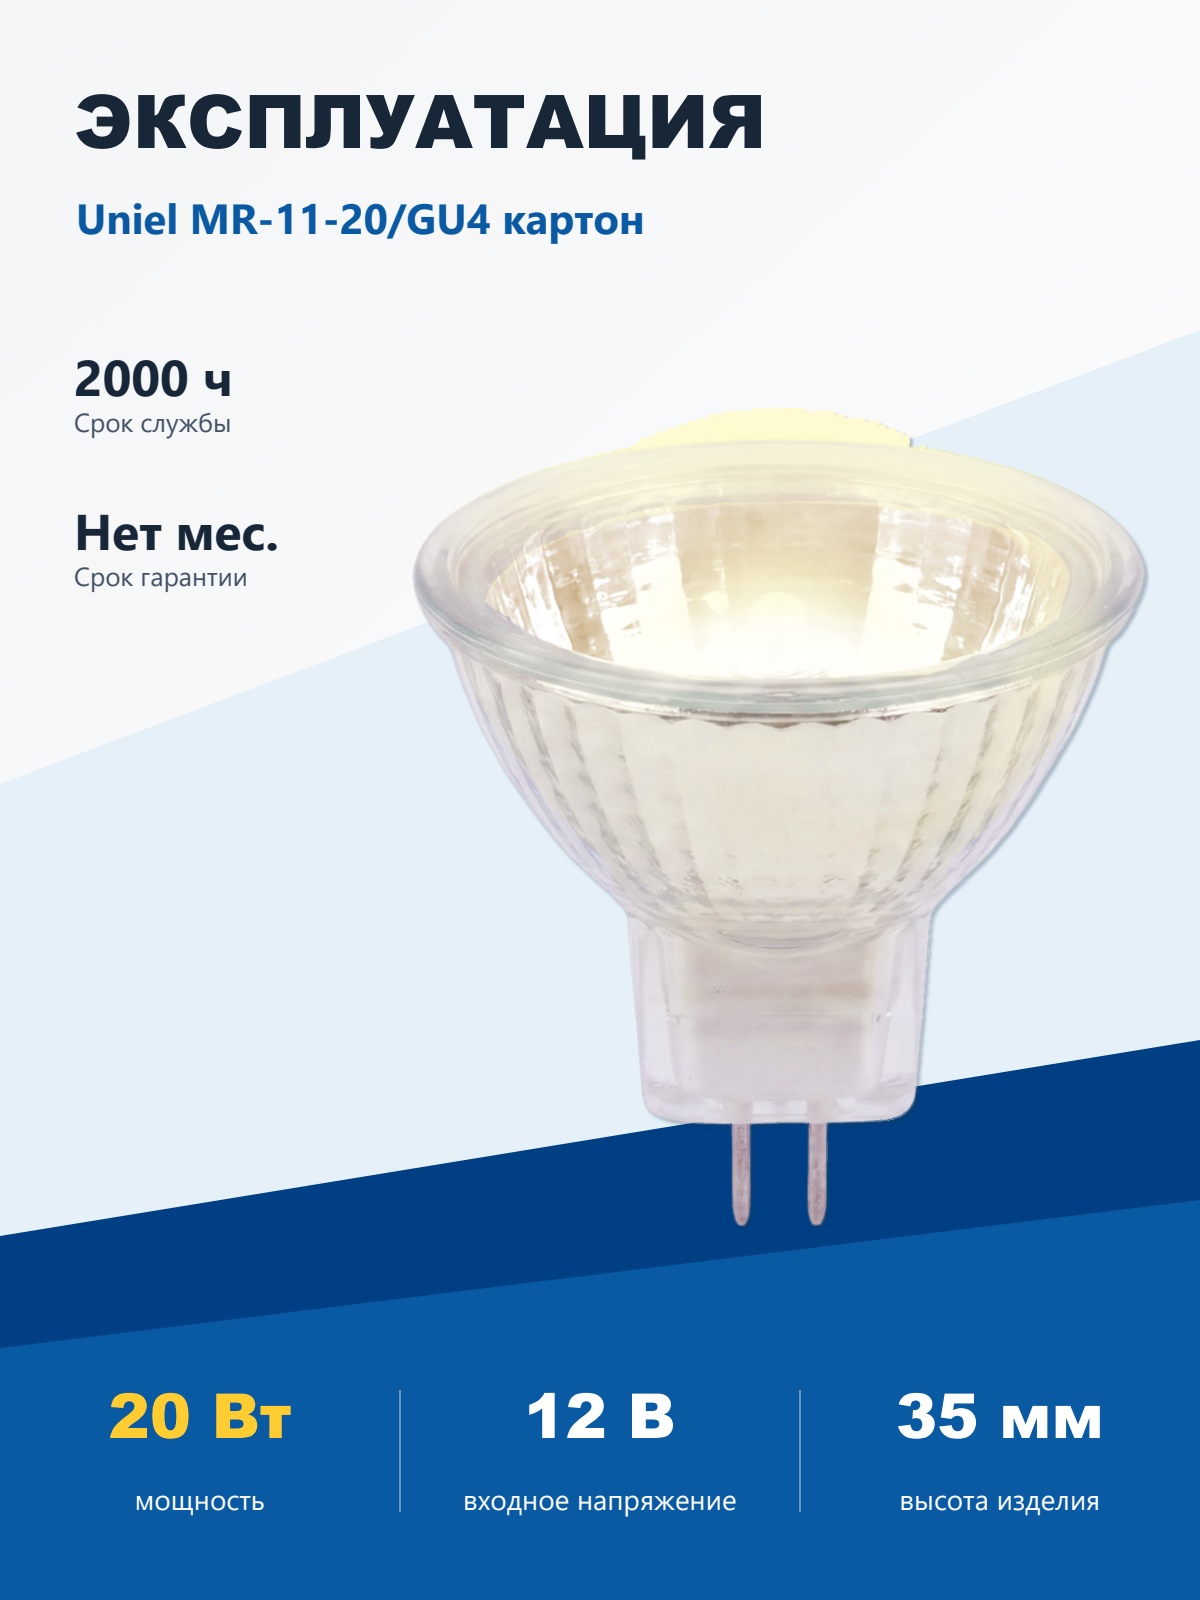 ЭКСПЛУАТАЦИЯ
Uniel MR-11-20/GU4 картон
2000 ч
Срок службы
Нет мес.
Срок гарантии
20 Вт
мощность
12 В
входное напряжение
35 мм
высота изделия